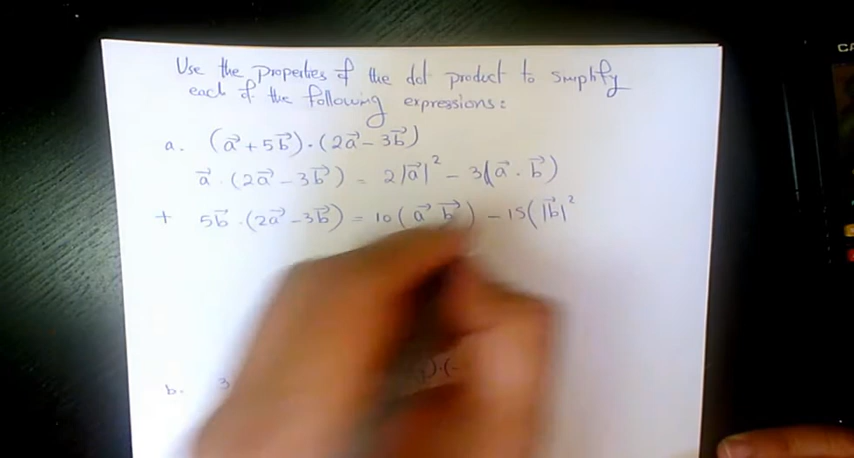 Use the properties of the dot product to simplify
each of the following expressions:
a. (a⃗ + 5b⃗) · (2a⃗ - 3b⃗)
a⃗ · (2a⃗ - 3b⃗) = 2|a⃗|² - 3(a⃗ · b⃗)
+ 5b⃗ · (2a⃗ - 3b⃗) = 10(a⃗ b⃗) - 15(|b⃗|²
b. 3